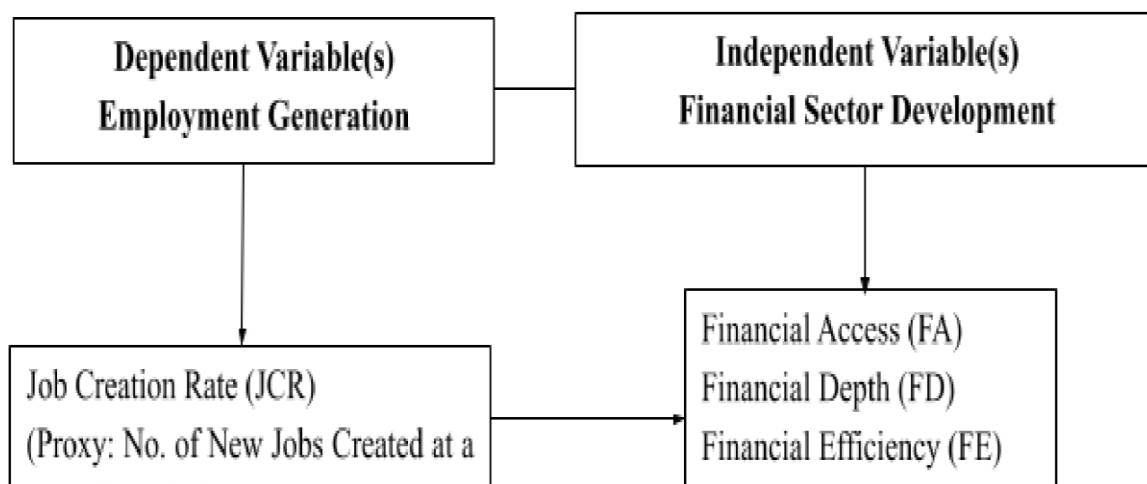 Dependent Variable(s)
Employment Generation
Independent Variable(s)
Financial Sector Development
Job Creation Rate (JCR)
(Proxy: No. of New Jobs Created at a
Financial Access (FA)
Financial Depth (FD)
Financial Efficiency (FE)